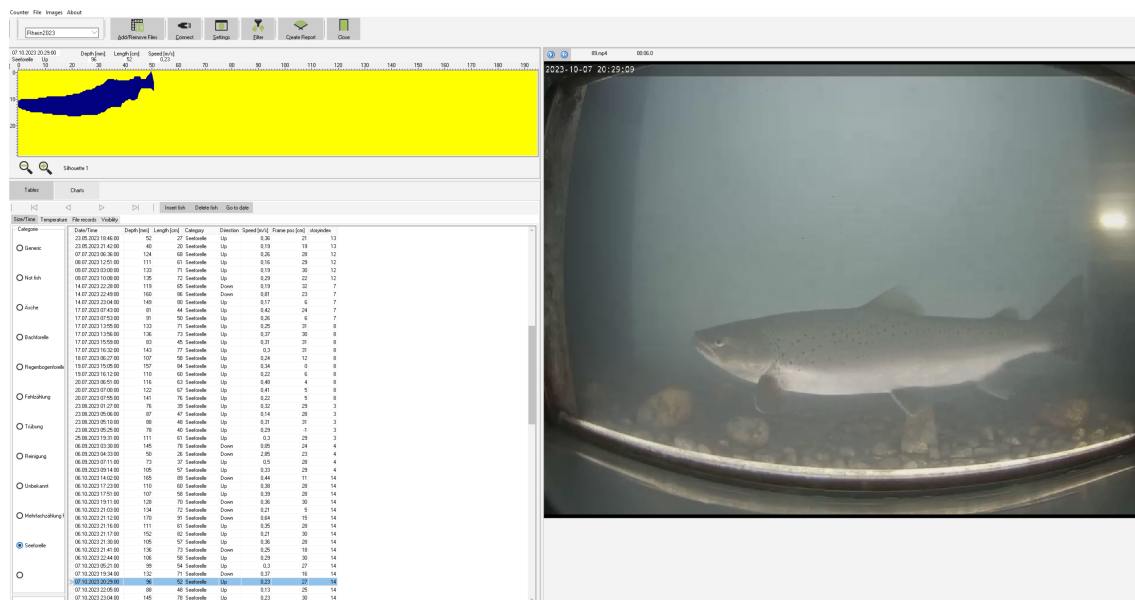 Counter File Images About
Rhein2023
Add/Remove Files Connect Settings Filter Create Report Close
07.10.2023 20:29:00 Depth [mm] Length [cm] Speed [m/s]
Seeforelle Up 96 52 0,23
0 10 20 30 40 50 60 70 80 90 100 110 120 130 140 150 160 170 180 190
0
10
20
Silhouette 1
Tables Charts
Insert fish Delete fish Go to date
Size/Time Temperature File records Visibility
Categorie
Generic
Not fish
Äsche
Bachforelle
Regenbogenforelle
Fehlzählung
Trübung
Reinigung
Unbekannt
Mehrfachzählung f
Seeforelle
Date/Time Depth [mm] Length [cm] Category Direction Speed [m/s] Frame pos [cm] storyindex
23.05.2023 18:46:00 52 27 Seeforelle Up 0,36 21 13
23.05.2023 21:42:00 40 20 Seeforelle Up 0,19 19 13
07.07.2023 06:36:00 124 68 Seeforelle Up 0,26 28 12
08.07.2023 12:51:00 111 61 Seeforelle Up 0,16 29 12
09.07.2023 03:00:00 133 71 Seeforelle Up 0,19 30 12
09.07.2023 10:08:00 135 72 Seeforelle Up 0,29 22 12
14.07.2023 22:28:00 119 65 Seeforelle Down 0,19 32 7
14.07.2023 22:49:00 160 86 Seeforelle Down 0,81 23 7
14.07.2023 23:04:00 149 80 Seeforelle Up 0,17 6 7
17.07.2023 07:43:00 81 44 Seeforelle Up 0,42 24 7
17.07.2023 07:53:00 91 50 Seeforelle Up 0,26 6 7
17.07.2023 13:55:00 133 71 Seeforelle Up 0,25 31 8
17.07.2023 13:56:00 136 73 Seeforelle Up 0,37 30 8
17.07.2023 15:59:00 83 45 Seeforelle Up 0,31 31 8
17.07.2023 16:32:00 143 77 Seeforelle Up 0,3 31 8
18.07.2023 06:27:00 107 58 Seeforelle Up 0,24 12 8
19.07.2023 15:05:00 157 84 Seeforelle Up 0,34 0 8
19.07.2023 16:12:00 110 60 Seeforelle Up 0,22 6 8
20.07.2023 06:51:00 116 63 Seeforelle Up 0,48 4 8
20.07.2023 07:00:00 122 67 Seeforelle Up 0,41 5 8
20.07.2023 07:55:00 141 76 Seeforelle Up 0,22 5 8
23.08.2023 01:27:00 76 39 Seeforelle Up 0,32 29 3
23.08.2023 05:06:00 87 47 Seeforelle Up 0,14 28 3
23.08.2023 05:18:00 88 48 Seeforelle Up 0,31 31 3
23.08.2023 05:25:00 78 40 Seeforelle Up 0,29 -1 3
25.08.2023 19:31:00 111 61 Seeforelle Up 0,3 29 3
06.09.2023 03:30:00 145 78 Seeforelle Down 0,85 24 4
06.09.2023 04:33:00 50 26 Seeforelle Down 2,85 23 4
06.09.2023 07:11:00 73 37 Seeforelle Up 0,5 28 4
06.09.2023 09:14:00 105 57 Seeforelle Up 0,33 29 4
06.10.2023 14:02:00 165 89 Seeforelle Down 0,44 11 14
06.10.2023 17:23:00 110 60 Seeforelle Up 0,38 28 14
06.10.2023 17:51:00 107 58 Seeforelle Up 0,39 28 14
06.10.2023 19:11:00 128 70 Seeforelle Down 0,36 30 14
06.10.2023 21:03:00 134 72 Seeforelle Down 0,21 5 14
06.10.2023 21:12:00 170 91 Seeforelle Down 0,64 15 14
06.10.2023 21:16:00 111 61 Seeforelle Up 0,35 28 14
06.10.2023 21:17:00 152 82 Seeforelle Up 0,21 30 14
06.10.2023 21:30:00 105 57 Seeforelle Up 0,36 28 14
06.10.2023 21:41:00 136 73 Seeforelle Down 0,25 18 14
06.10.2023 22:44:00 106 58 Seeforelle Up 0,29 30 14
07.10.2023 05:21:00 99 54 Seeforelle Up 0,3 27 14
07.10.2023 19:34:00 132 71 Seeforelle Down 0,37 16 14
07.10.2023 20:29:00 96 52 Seeforelle Up 0,23 27 14
07.10.2023 22:05:00 88 48 Seeforelle Up 0,13 25 14
07.10.2023 23:04:00 145 78 Seeforelle Up 0,23 30 14
89.mp4 00:06.0
2023-10-07 20:29:09